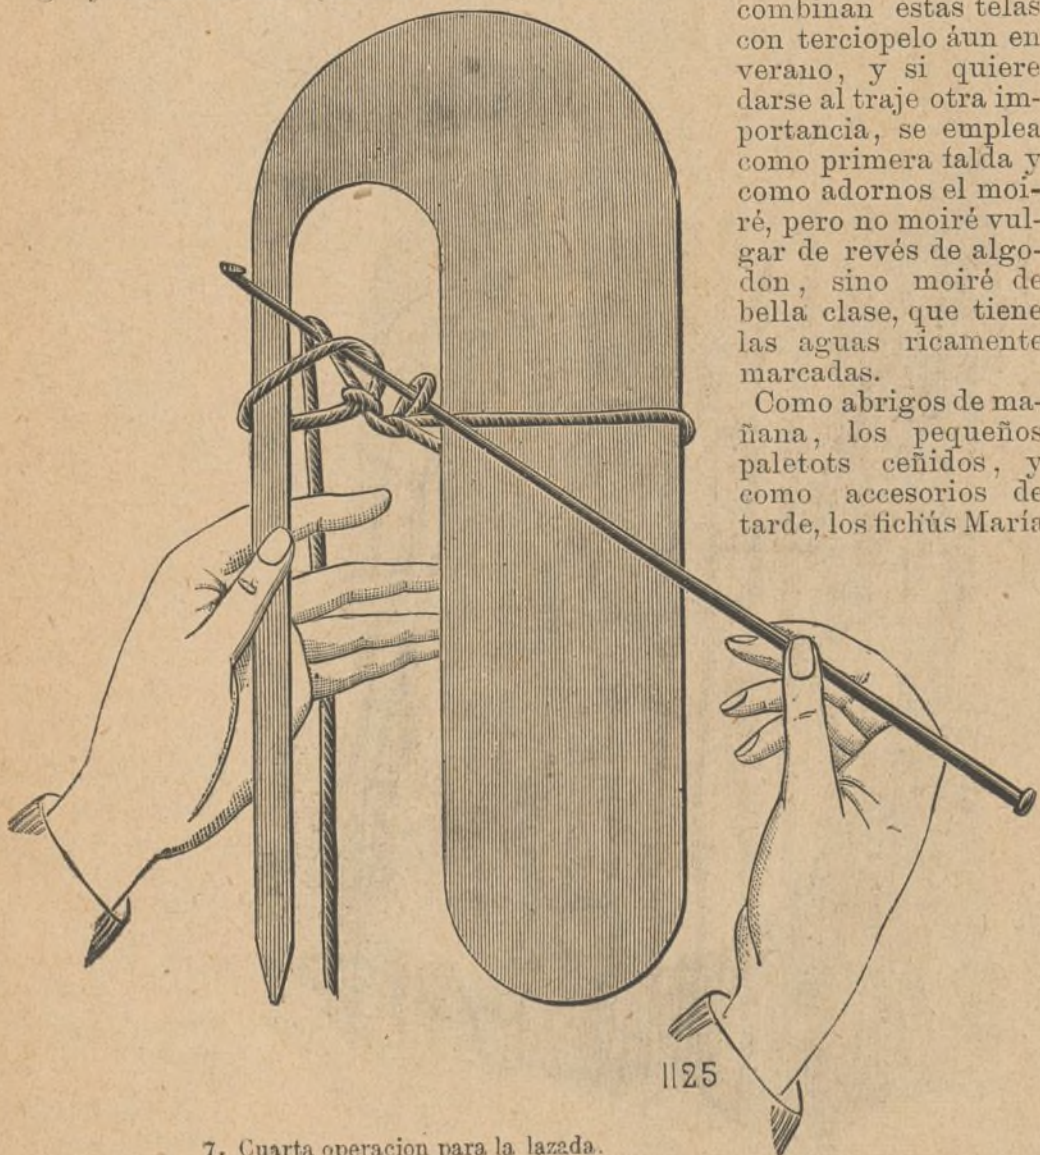 combinan estas telas
con terciopelo áun en
verano, y si quiere
darse al traje otra im-
portancia, se emplea
como primera falda y
como adornos el moi-
ré, pero no moiré vul-
gar de revés de algo-
don, sino moiré de
bella clase, que tiene
las aguas ricamente
marcadas.
Como abrigos de ma-
ñana, los pequeños
paletots ceñidos, y
como accesorios de
tarde, los fichús María
1125
7. Cuarta operacion para la lazada.